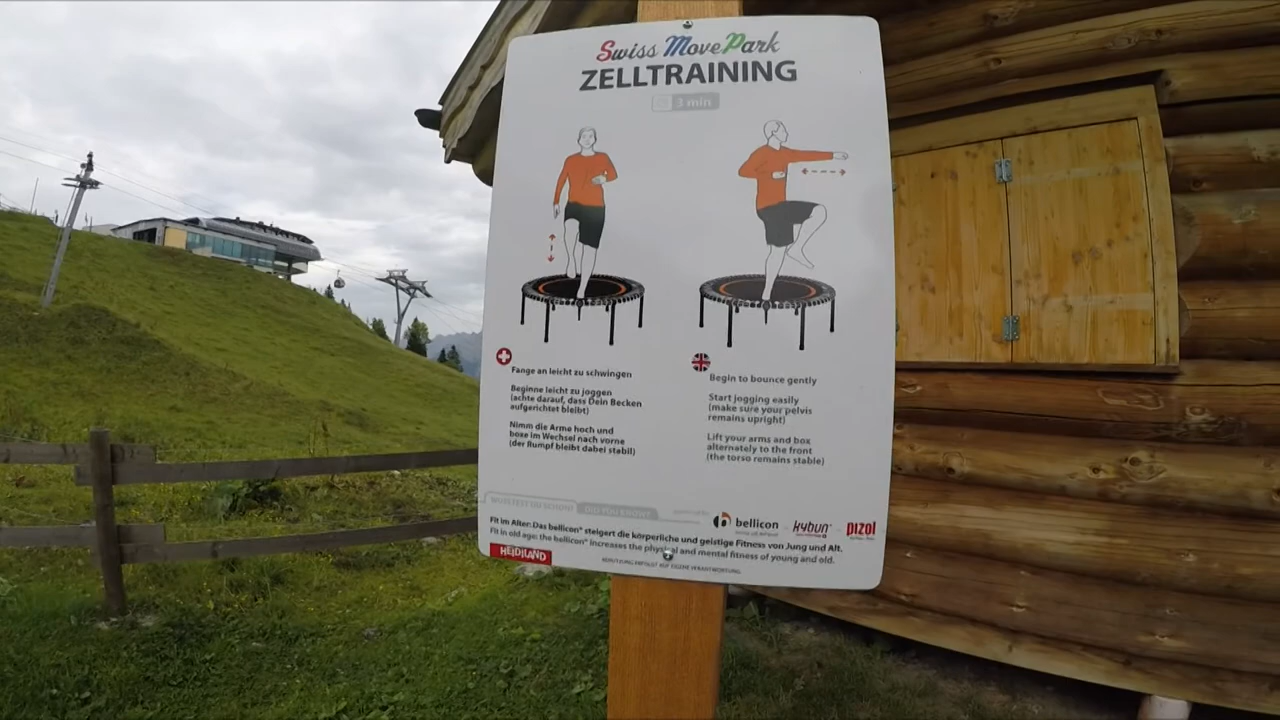 Swiss MovePark
ZELLTRAINING
3 min
Fange an leicht zu schwingen
Beginne leicht zu joggen
(achte darauf, dass Dein Becken
aufgerichtet bleibt)
Nimm die Arme hoch und
boxe im Wechsel nach vorne
(der Rumpf bleibt dabei stabil)
Begin to bounce gently
Start jogging easily
(make sure your pelvis
remains upright)
Lift your arms and box
alternately to the front
(the torso remains stable)
WUSSTEST DU SCHON?
DID YOU KNOW?
bellicon
kybun
pizol
Fit im Alter: Das bellicon® steigert die körperliche und geistige Fitness von Jung und Alt.
Fit in old age: the bellicon® increases the physical and mental fitness of young and old.
HEIDILAND
BENUTZUNG ERFOLGT AUF EIGENE VERANTWORTUNG.